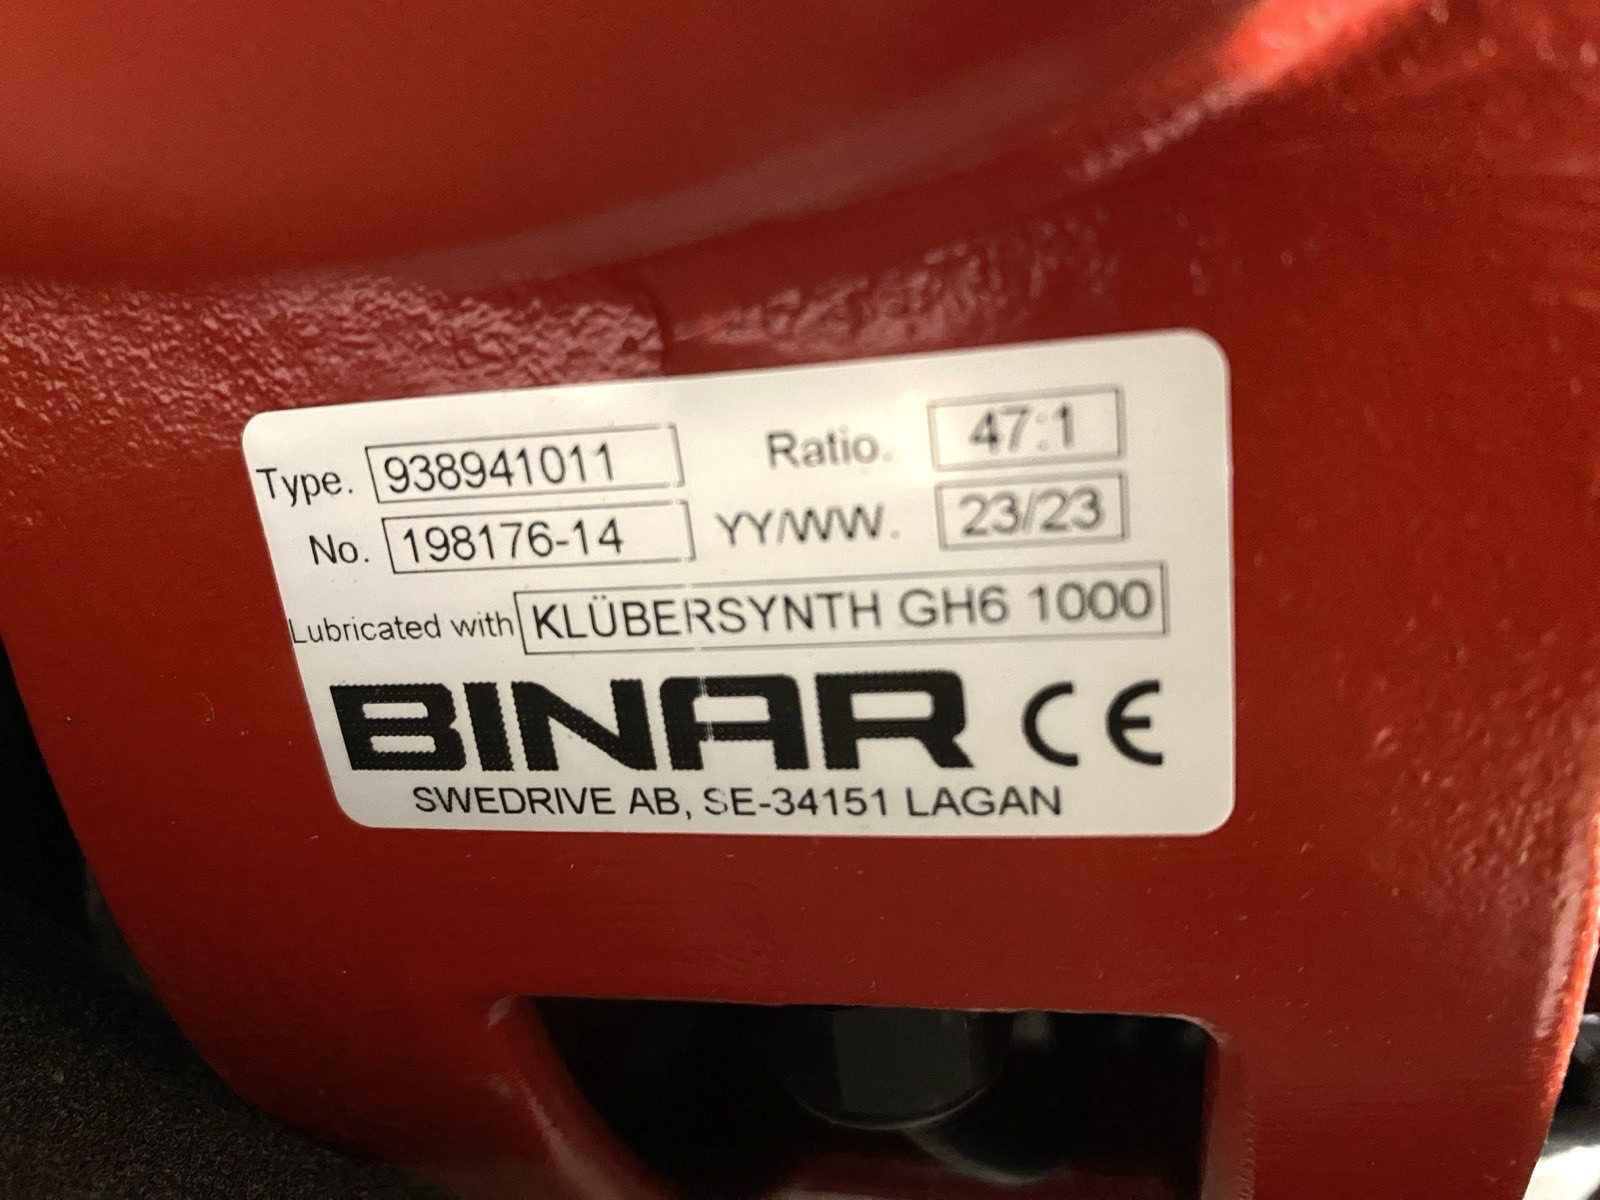 Type. 938941011 Ratio. 47:1
No. 198176-14 YY/WW. 23/23
Lubricated with KLÜBERSYNTH GH6 1000
BINAR CE
SWEDRIVE AB, SE-34151 LAGAN